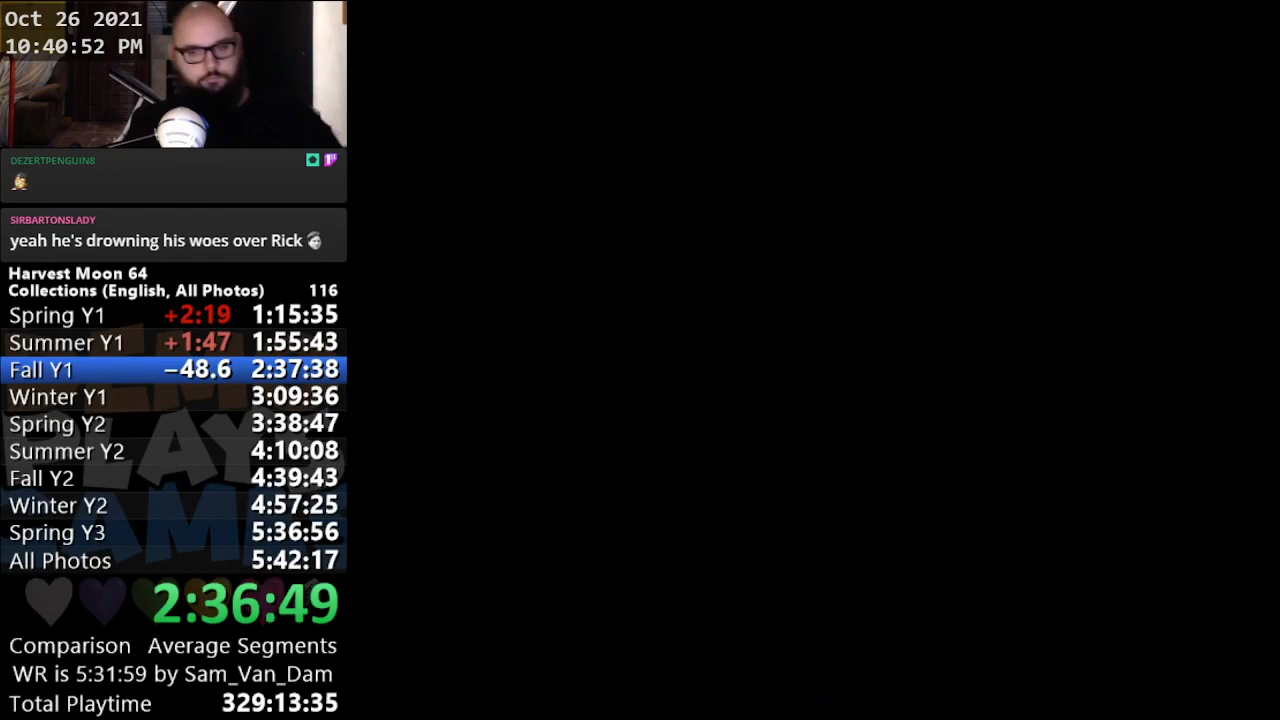 Oct 26 2021
10:40:52 PM
DEZERTPENGUIN8
SIRBARTONSLADY
yeah he's drowning his woes over Rick
Harvest Moon 64
Collections (English, All Photos) 116
Spring Y1 +2:19 1:15:35
Summer Y1 +1:47 1:55:43
Fall Y1 −48.6 2:37:38
Winter Y1 3:09:36
Spring Y2 3:38:47
Summer Y2 4:10:08
Fall Y2 4:39:43
Winter Y2 4:57:25
Spring Y3 5:36:56
All Photos 5:42:17
PLAYS
GAMES
2:36:49
Comparison Average Segments
WR is 5:31:59 by Sam_Van_Dam
Total Playtime 329:13:35